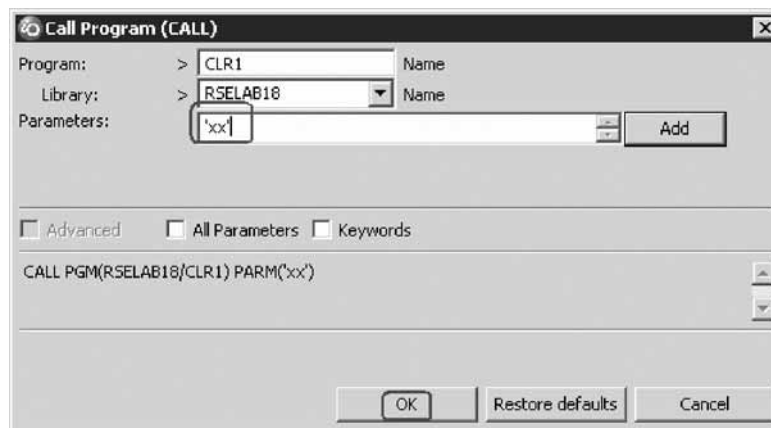 Call Program (CALL)
Program: > CLR1 Name
Library: > RSELAB18 Name
Parameters: 'xx' Add
Advanced All Parameters Keywords
CALL PGM(RSELAB18/CLR1) PARM('xx')
OK Restore defaults Cancel